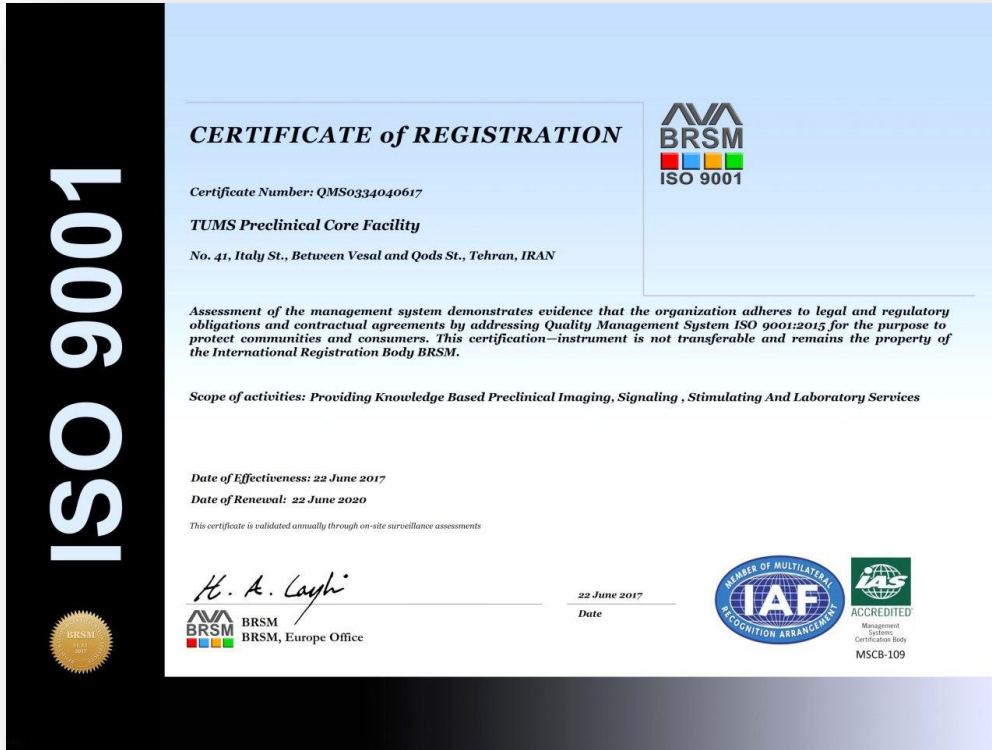 ISO 9001
CERTIFICATE of REGISTRATION
BRSM
ISO 9001
Certificate Number: QMS0334040617
TUMS Preclinical Core Facility
No. 41, Italy St., Between Vesal and Qods St., Tehran, IRAN
Assessment of the management system demonstrates evidence that the organization adheres to legal and regulatory
obligations and contractual agreements by addressing Quality Management System ISO 9001:2015 for the purpose to
protect communities and consumers. This certification—instrument is not transferable and remains the property of
the International Registration Body BRSM.
Scope of activities: Providing Knowledge Based Preclinical Imaging, Signaling , Stimulating And Laboratory Services
Date of Effectiveness: 22 June 2017
Date of Renewal: 22 June 2020
This certificate is validated annually through on-site surveillance assessments
H. A.
BRSM
BRSM
BRSM, Europe Office
22 June 2017
Date
MEMBER OF MULTILATERAL
IAF
RECOGNITION ARRANGEMENT
IAS
ACCREDITED
Management
Systems
Certification Body
MSCB-109
BRSM
2017